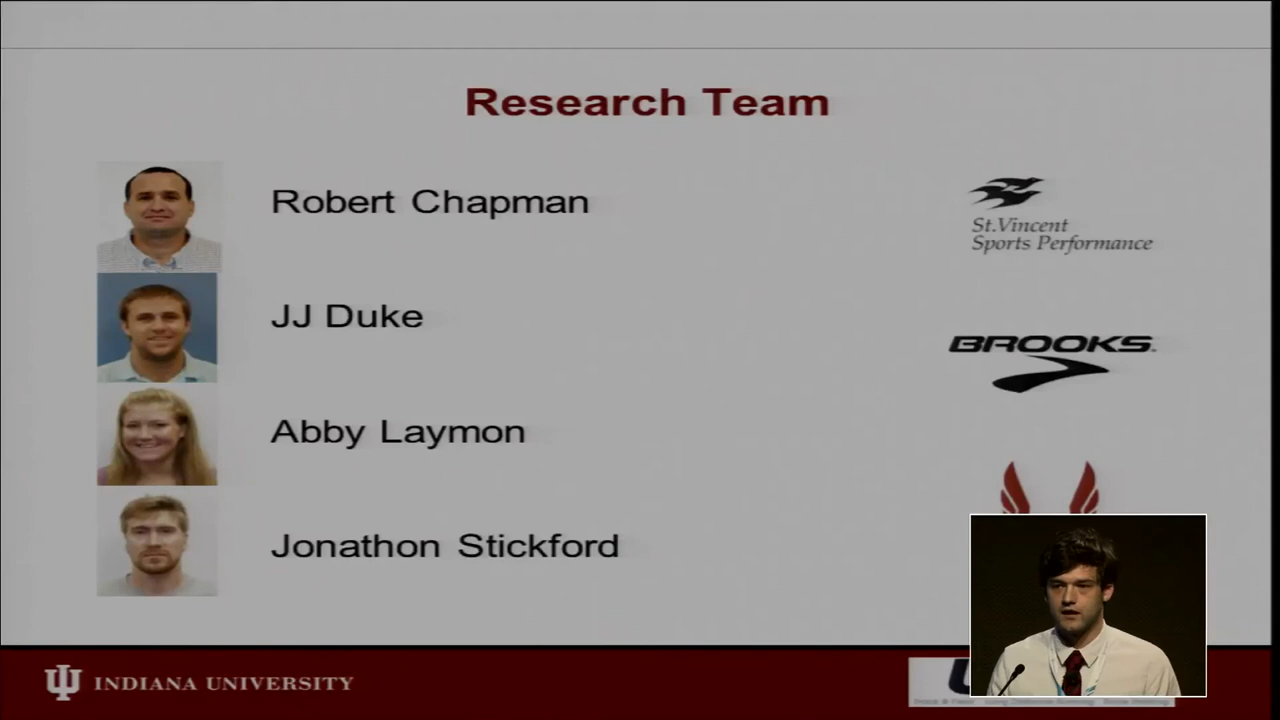 Research Team
Robert Chapman
St.Vincent
Sports Performance
JJ Duke
BROOKS
Abby Laymon
Jonathon Stickford
INDIANA UNIVERSITY